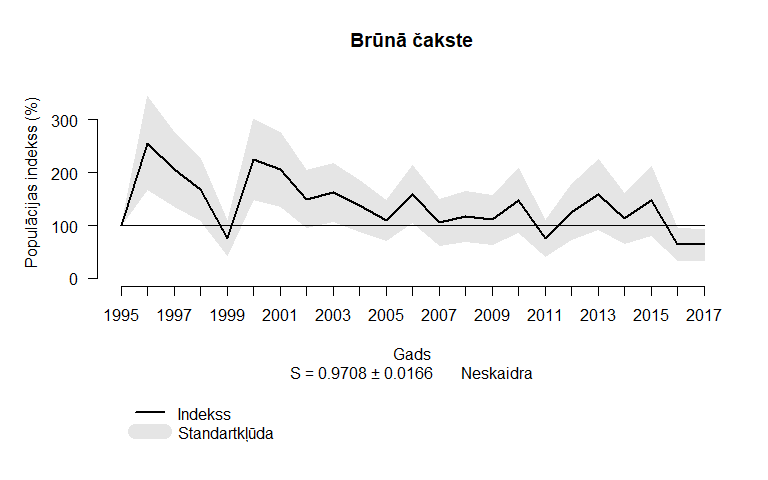 Brūnā čakste
Populācijas indekss (%)
300
200
100
0
1995 1997 1999 2001 2003 2005 2007 2009 2011 2013 2015 2017
Gads
S = 0.9708 ± 0.0166 Neskaidra
Indekss
Standartkļūda